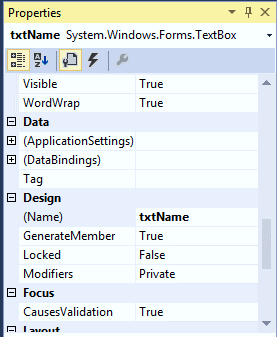 Properties
txtName System.Windows.Forms.TextBox
Visible True
WordWrap True
Data
(ApplicationSettings)
(DataBindings)
Tag
Design
(Name) txtName
GenerateMember True
Locked False
Modifiers Private
Focus
CausesValidation True
Layout